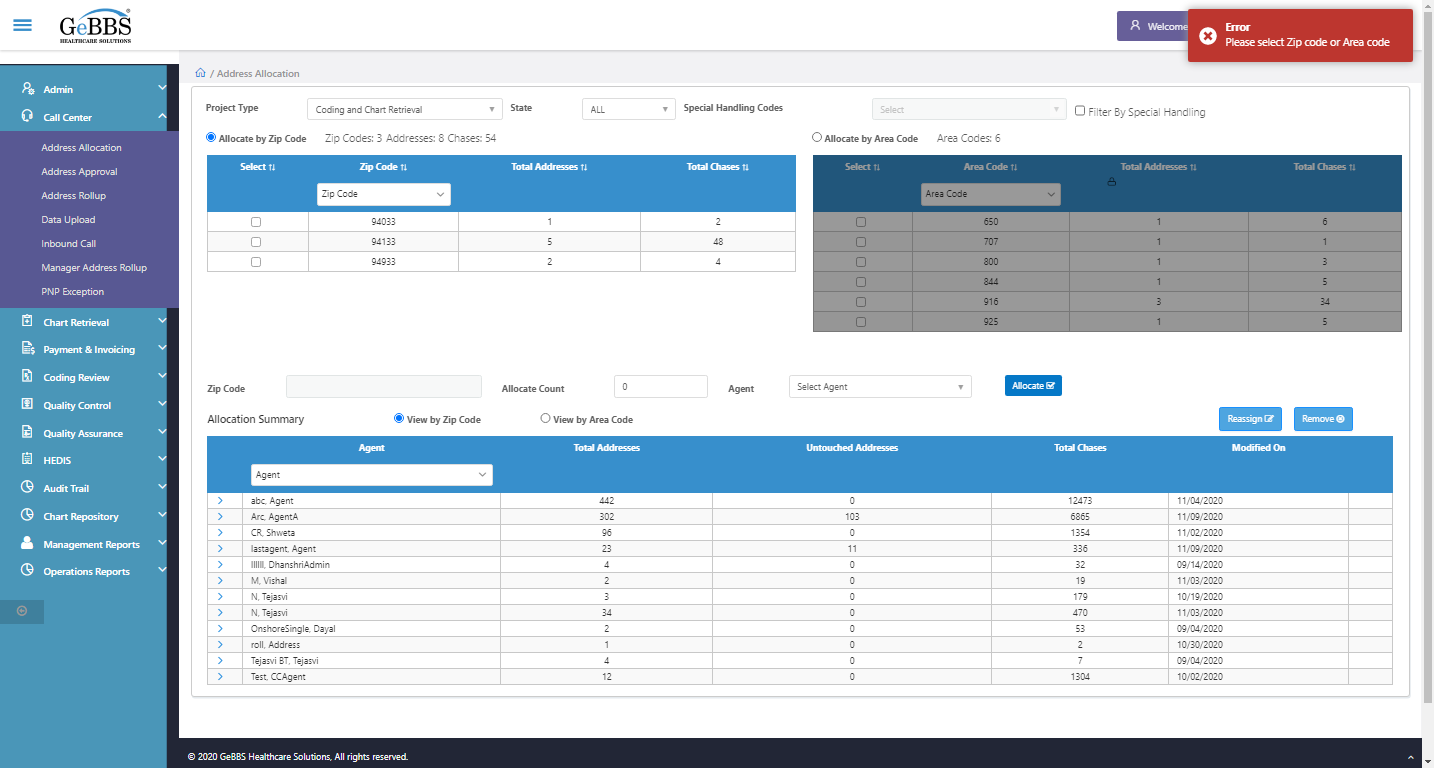 GeBBS
HEALTHCARE SOLUTIONS
Welcome
Error
Please select Zip code or Area code
Admin
Call Center
Address Allocation
Address Approval
Address Rollup
Data Upload
Inbound Call
Manager Address Rollup
PNP Exception
Chart Retrieval
Payment & Invoicing
Coding Review
Quality Control
Quality Assurance
HEDIS
Audit Trail
Chart Repository
Management Reports
Operations Reports
/ Address Allocation
Project Type Coding and Chart Retrieval State ALL Special Handling Codes Select Filter By Special Handling
Allocate by Zip Code Zip Codes: 3 Addresses: 8 Chases: 54
Select Zip Code Total Addresses Total Chases
Zip Code
94033 1 2
94133 5 48
94933 2 4
Allocate by Area Code Area Codes: 6
Select Area Code Total Addresses Total Chases
Area Code
650 1 6
707 1 1
800 1 3
844 1 5
916 3 34
925 1 5
Zip Code Allocate Count 0 Agent Select Agent Allocate
Allocation Summary View by Zip Code View by Area Code Reassign Remove
Agent Total Addresses Untouched Addresses Total Chases Modified On
Agent
abc, Agent 442 0 12473 11/04/2020
Arc, AgentA 302 103 6865 11/09/2020
CR, Shweta 96 0 1354 11/02/2020
lastagent, Agent 23 11 336 11/09/2020
DhanshriAdmin 4 0 32 09/14/2020
M, Vishal 2 0 19 11/03/2020
N, Tejasvi 3 0 179 10/19/2020
N, Tejasvi 34 0 470 11/03/2020
OnshoreSingle, Dayal 2 0 53 09/04/2020
roll, Address 1 0 2 10/30/2020
Tejasvi BT, Tejasvi 4 0 7 09/04/2020
Test, CCAgent 12 0 1304 10/02/2020
© 2020 GeBBS Healthcare Solutions, All rights reserved.